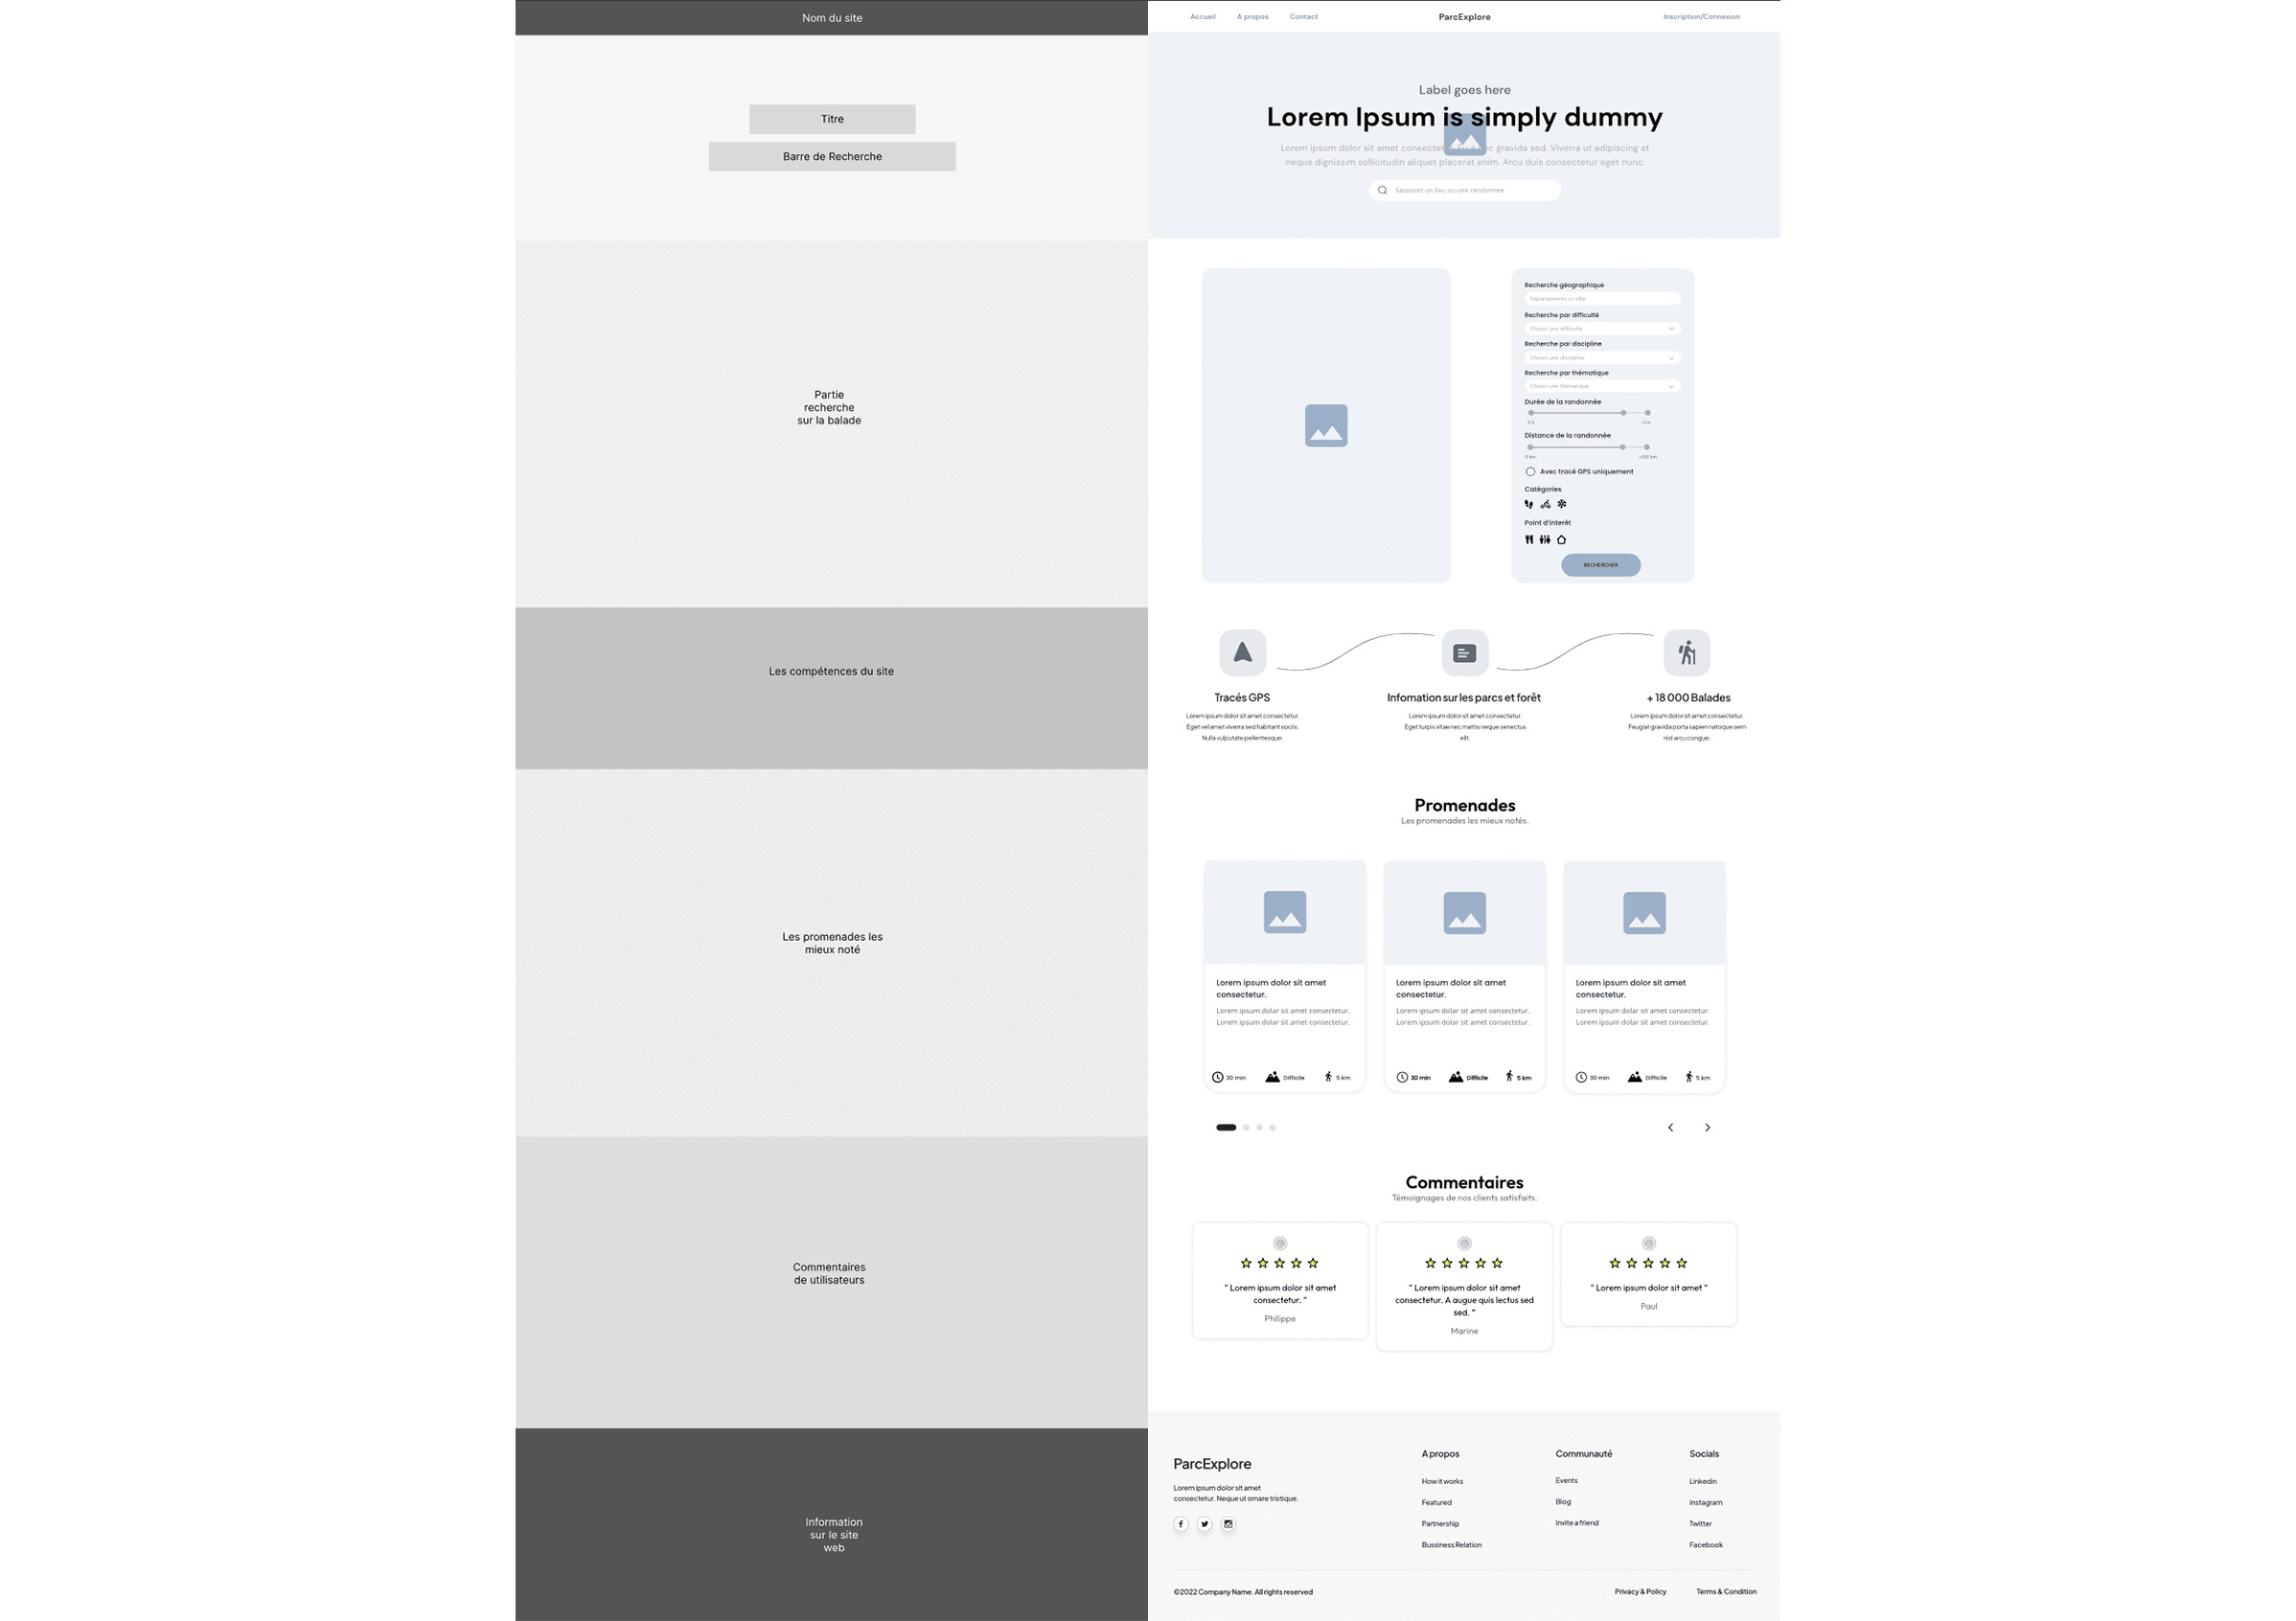 Nom du site
Titre
Barre de Recherche
Partie
recherche
sur la balade
Les compétences du site
Les promenades les
mieux noté
Commentaires
de utilisateurs
Information
sur le site
web
Accueil A propos Contact ParcExplore Inscription/Connexion
Label goes here
Lorem Ipsum is simply dummy
Lorem ipsum dolor sit amet gravida sed. Viverra ut adipiscing at
neque dignissim sollicitudin aliquet placerat enim. Arcu duis consectetur eget nunc.
Saisissez un lieu ou une randonnée
Recherche géographique
Départements ou ville
Recherche par difficulté
Choisir une difficulté
Recherche par discipline
Choisir une discipline
Recherche par thématique
Choisir une thématique
Durée de la randonnée
0 h
Distance de la randonnée
0 km +100 km
Avec tracé GPS uniquement
Catégories
Point d'interêt
RECHERCHER
Tracés GPS
Lorem ipsum dolor sit amet consectetur.
Eget vel amet viverra sed habitant sociis.
Nulla vulputate pellentesque.
Infomation sur les parcs et forêt
Lorem ipsum dolor sit amet consectetur.
Eget turpis vitae nec mattis neque senectus
elit.
+ 18 000 Balades
Lorem ipsum dolor sit amet consectetur.
Feugiat gravida porta sapien natoque sem
nisl arcu congue.
Promenades
Les promenades les mieux notés.
Lorem ipsum dolor sit amet
consectetur.
Lorem ipsum dolar sit amet consectetur.
Lorem ipsum dolar sit amet consectetur.
30 min Difficile 5 km
Lorem ipsum dolor sit amet
consectetur.
Lorem ipsum dolar sit amet consectetur.
Lorem ipsum dolar sit amet consectetur.
30 min Difficile 5 km
Lorem ipsum dolor sit amet
consectetur.
Lorem ipsum dolar sit amet consectetur.
Lorem ipsum dolar sit amet consectetur.
30 min Difficile 5 km
Commentaires
Témoignages de nos clients satisfaits.
“ Lorem ipsum dolor sit amet
consectetur. “
Philippe
“ Lorem ipsum dolor sit amet
consectetur. A augue quis lectus sed
sed. “
Marine
“ Lorem ipsum dolor sit amet “
Paul
ParcExplore
Lorem ipsum dolor sit amet
consectetur. Neque ut ornare tristique.
A propos
How it works
Featured
Partnership
Bussiness Relation
Communauté
Events
Blog
Invite a friend
Socials
Linkedin
Instagram
Twitter
Facebook
©2022 Company Name. All rights reserved
Privacy & Policy
Terms & Condition